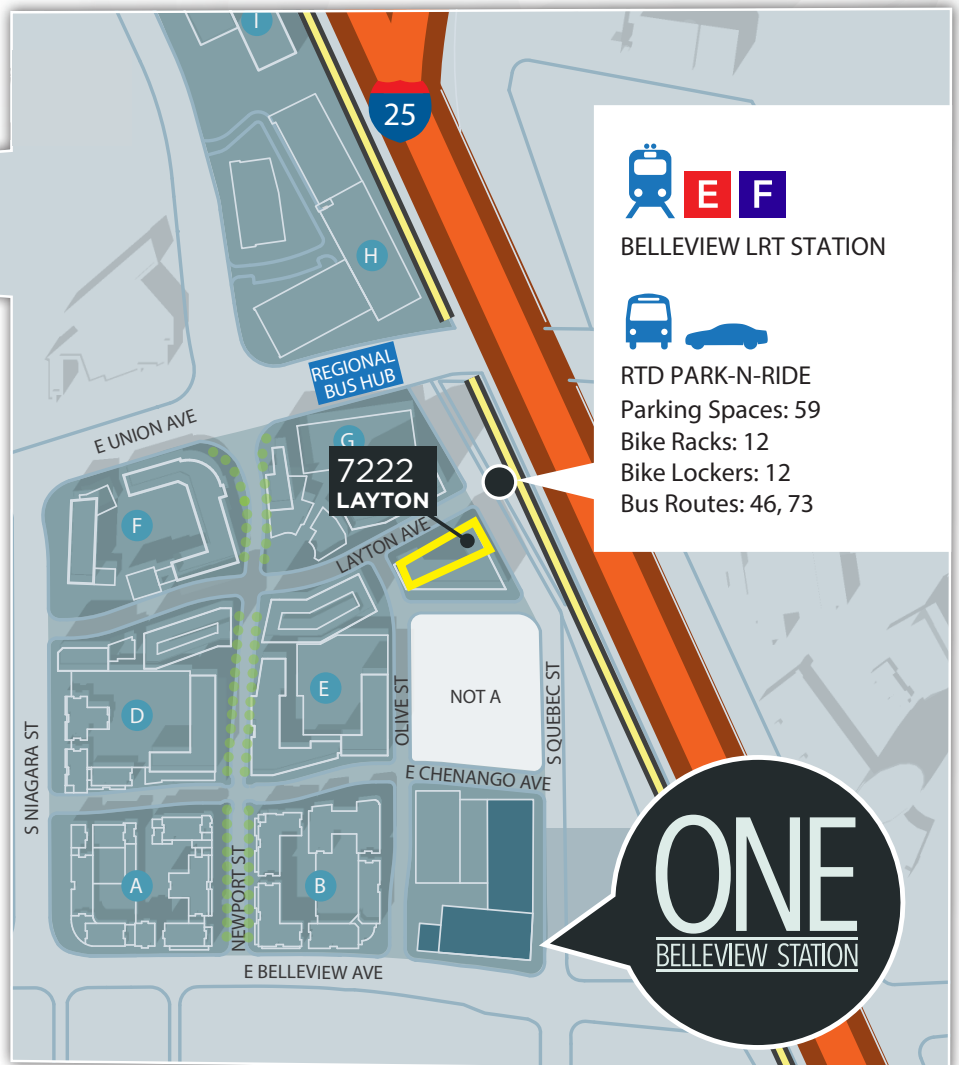 I
25
H
E F
BELLEVIEW LRT STATION
RTD PARK-N-RIDE
Parking Spaces: 59
Bike Racks: 12
Bike Lockers: 12
Bus Routes: 46, 73
REGIONAL
BUS HUB
E UNION AVE
G
7222
LAYTON
F
LAYTON AVE
D
E
OLIVE ST
NOT A
S QUEBEC ST
S NIAGARA ST
E CHENANGO AVE
A
NEWPORT ST
B
ONE
BELLEVIEW STATION
E BELLEVIEW AVE